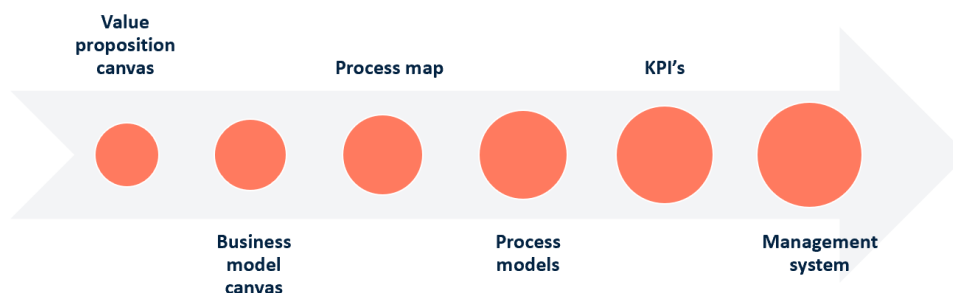 Value
proposition
canvas
Business
model
canvas
Process map
Process
models
KPI's
Management
system